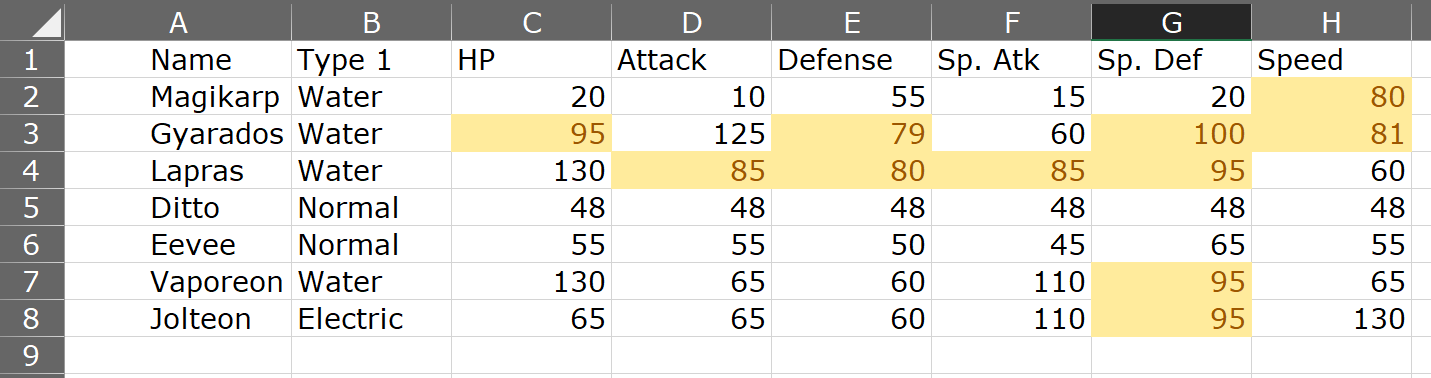 A B C D E F G H
1 Name Type 1 HP Attack Defense Sp. Atk Sp. Def Speed
2 Magikarp Water 20 10 55 15 20 80
3 Gyarados Water 95 125 79 60 100 81
4 Lapras Water 130 85 80 85 95 60
5 Ditto Normal 48 48 48 48 48 48
6 Eevee Normal 55 55 50 45 65 55
7 Vaporeon Water 130 65 60 110 95 65
8 Jolteon Electric 65 65 60 110 95 130
9